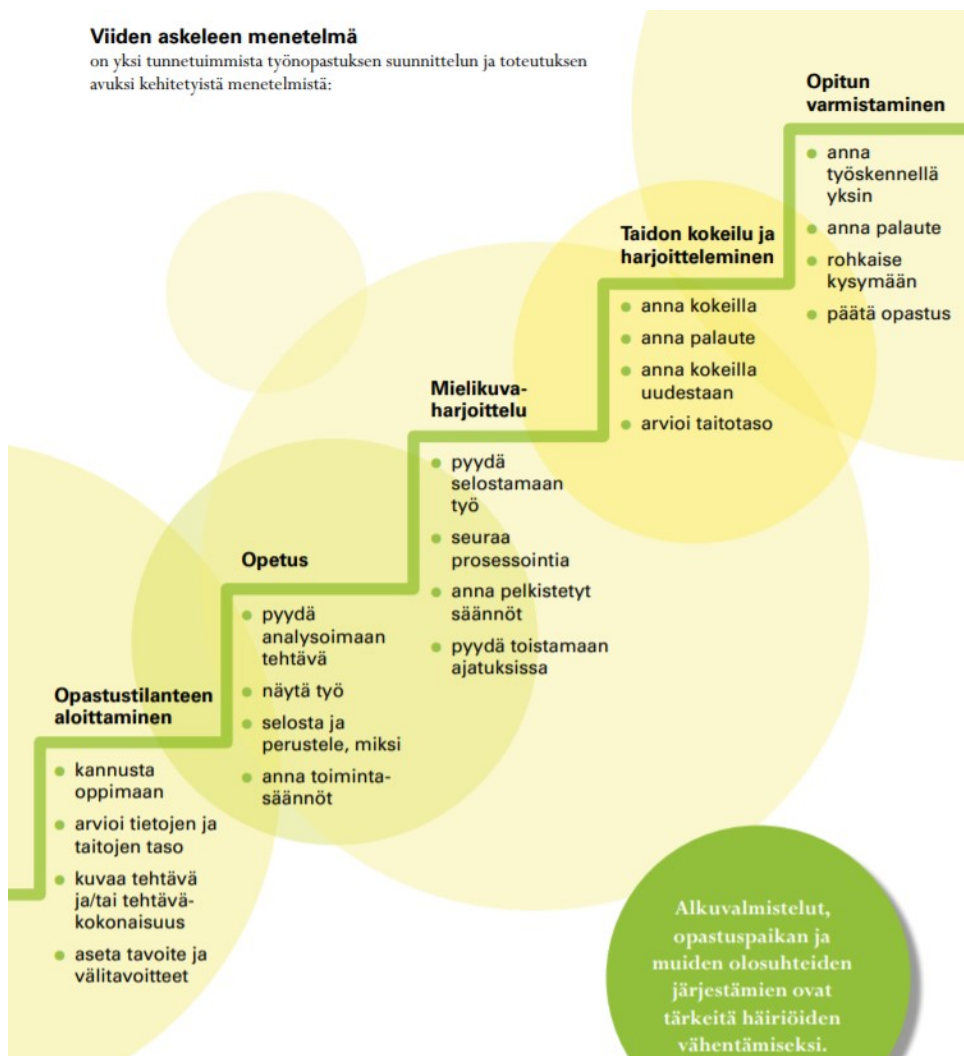 Viiden askeleen menetelmä
on yksi tunnetuimmista työnopastuksen suunnittelun ja toteutuksen
avuksi kehitetyistä menetelmistä:
Opastustilanteen
aloittaminen
kannusta
oppimaan
arvioi tietojen ja
taitojen taso
kuvaa tehtävä
ja/tai tehtävä-
kokonaisuus
aseta tavoite ja
välitavoitteet
Opetus
pyydä
analysoimaan
tehtävä
näytä työ
selosta ja
perustele, miksi
anna toiminta-
säännöt
Mielikuva-
harjoittelu
pyydä
selostamaan
työ
seuraa
prosessointia
anna pelkistetyt
säännöt
pyydä toistamaan
ajatuksissa
Taidon kokeilu ja
harjoitteleminen
anna kokeilla
anna palaute
anna kokeilla
uudestaan
arvioi taitotaso
Opitun
varmistaminen
anna
työskennellä
yksin
anna palaute
rohkaise
kysymään
päätä opastus
Alkuvalmistelut,
opastuspaikan ja
muiden olosuhteiden
järjestämien ovat
tärkeitä häiriöiden
vähentämiseksi.